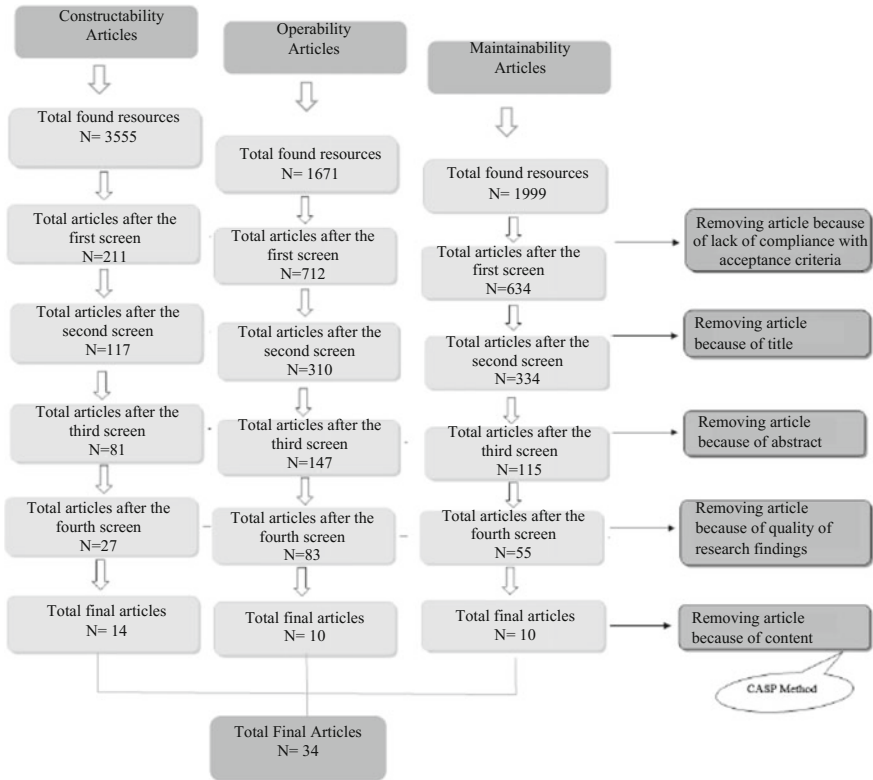 Constructability
Articles
Total found resources
N= 3555
Total articles after the
first screen
N=211
Total articles after the
second screen
N=117
Total articles after the
third screen
N=81
Total articles after the
fourth screen
N=27
Total final articles
N= 14
Operability
Articles
Total found resources
N= 1671
Total articles after the
first screen
N=712
Total articles after the
second screen
N=310
Total articles after the
third screen
N=147
Total articles after the
fourth screen
N=83
Total final articles
N= 10
Maintainability
Articles
Total found resources
N= 1999
Total articles after the
first screen
N=634
Total articles after the
second screen
N=334
Total articles after the
third screen
N=115
Total articles after the
fourth screen
N=55
Total final articles
N= 10
Removing article because
of lack of compliance with
acceptance criteria
Removing article
because of title
Removing article
because of abstract
Removing article
because of quality of
research findings
Removing article
because of content
CASP Method
Total Final Articles
N= 34